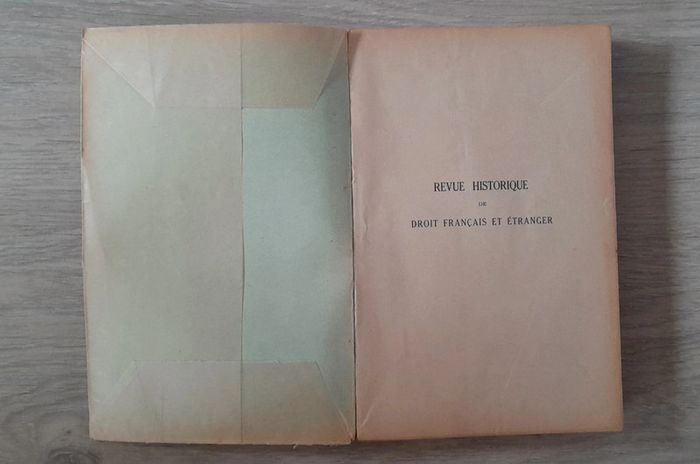 REVUE HISTORIQUE
DE
DROIT FRANÇAIS ET ÉTRANGER